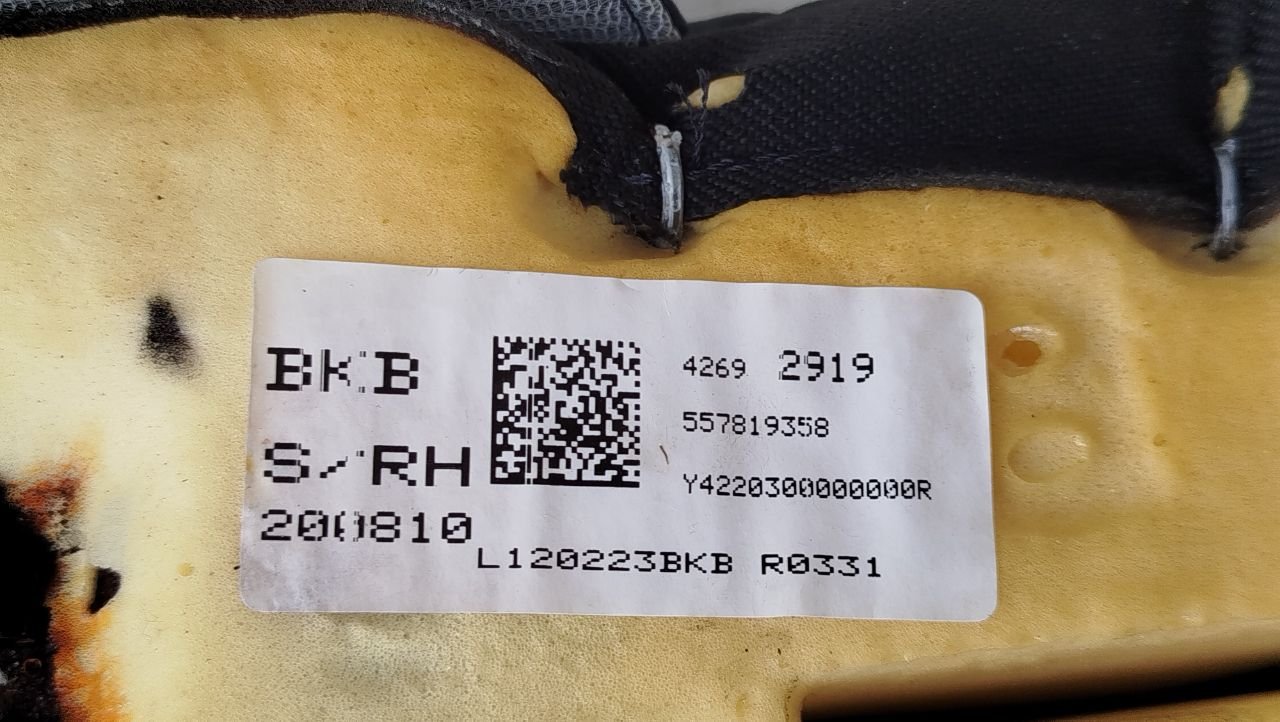 BKB
S/RH
200810
4269 2919
557819358
Y4220300000000R
L120223BKB R0331